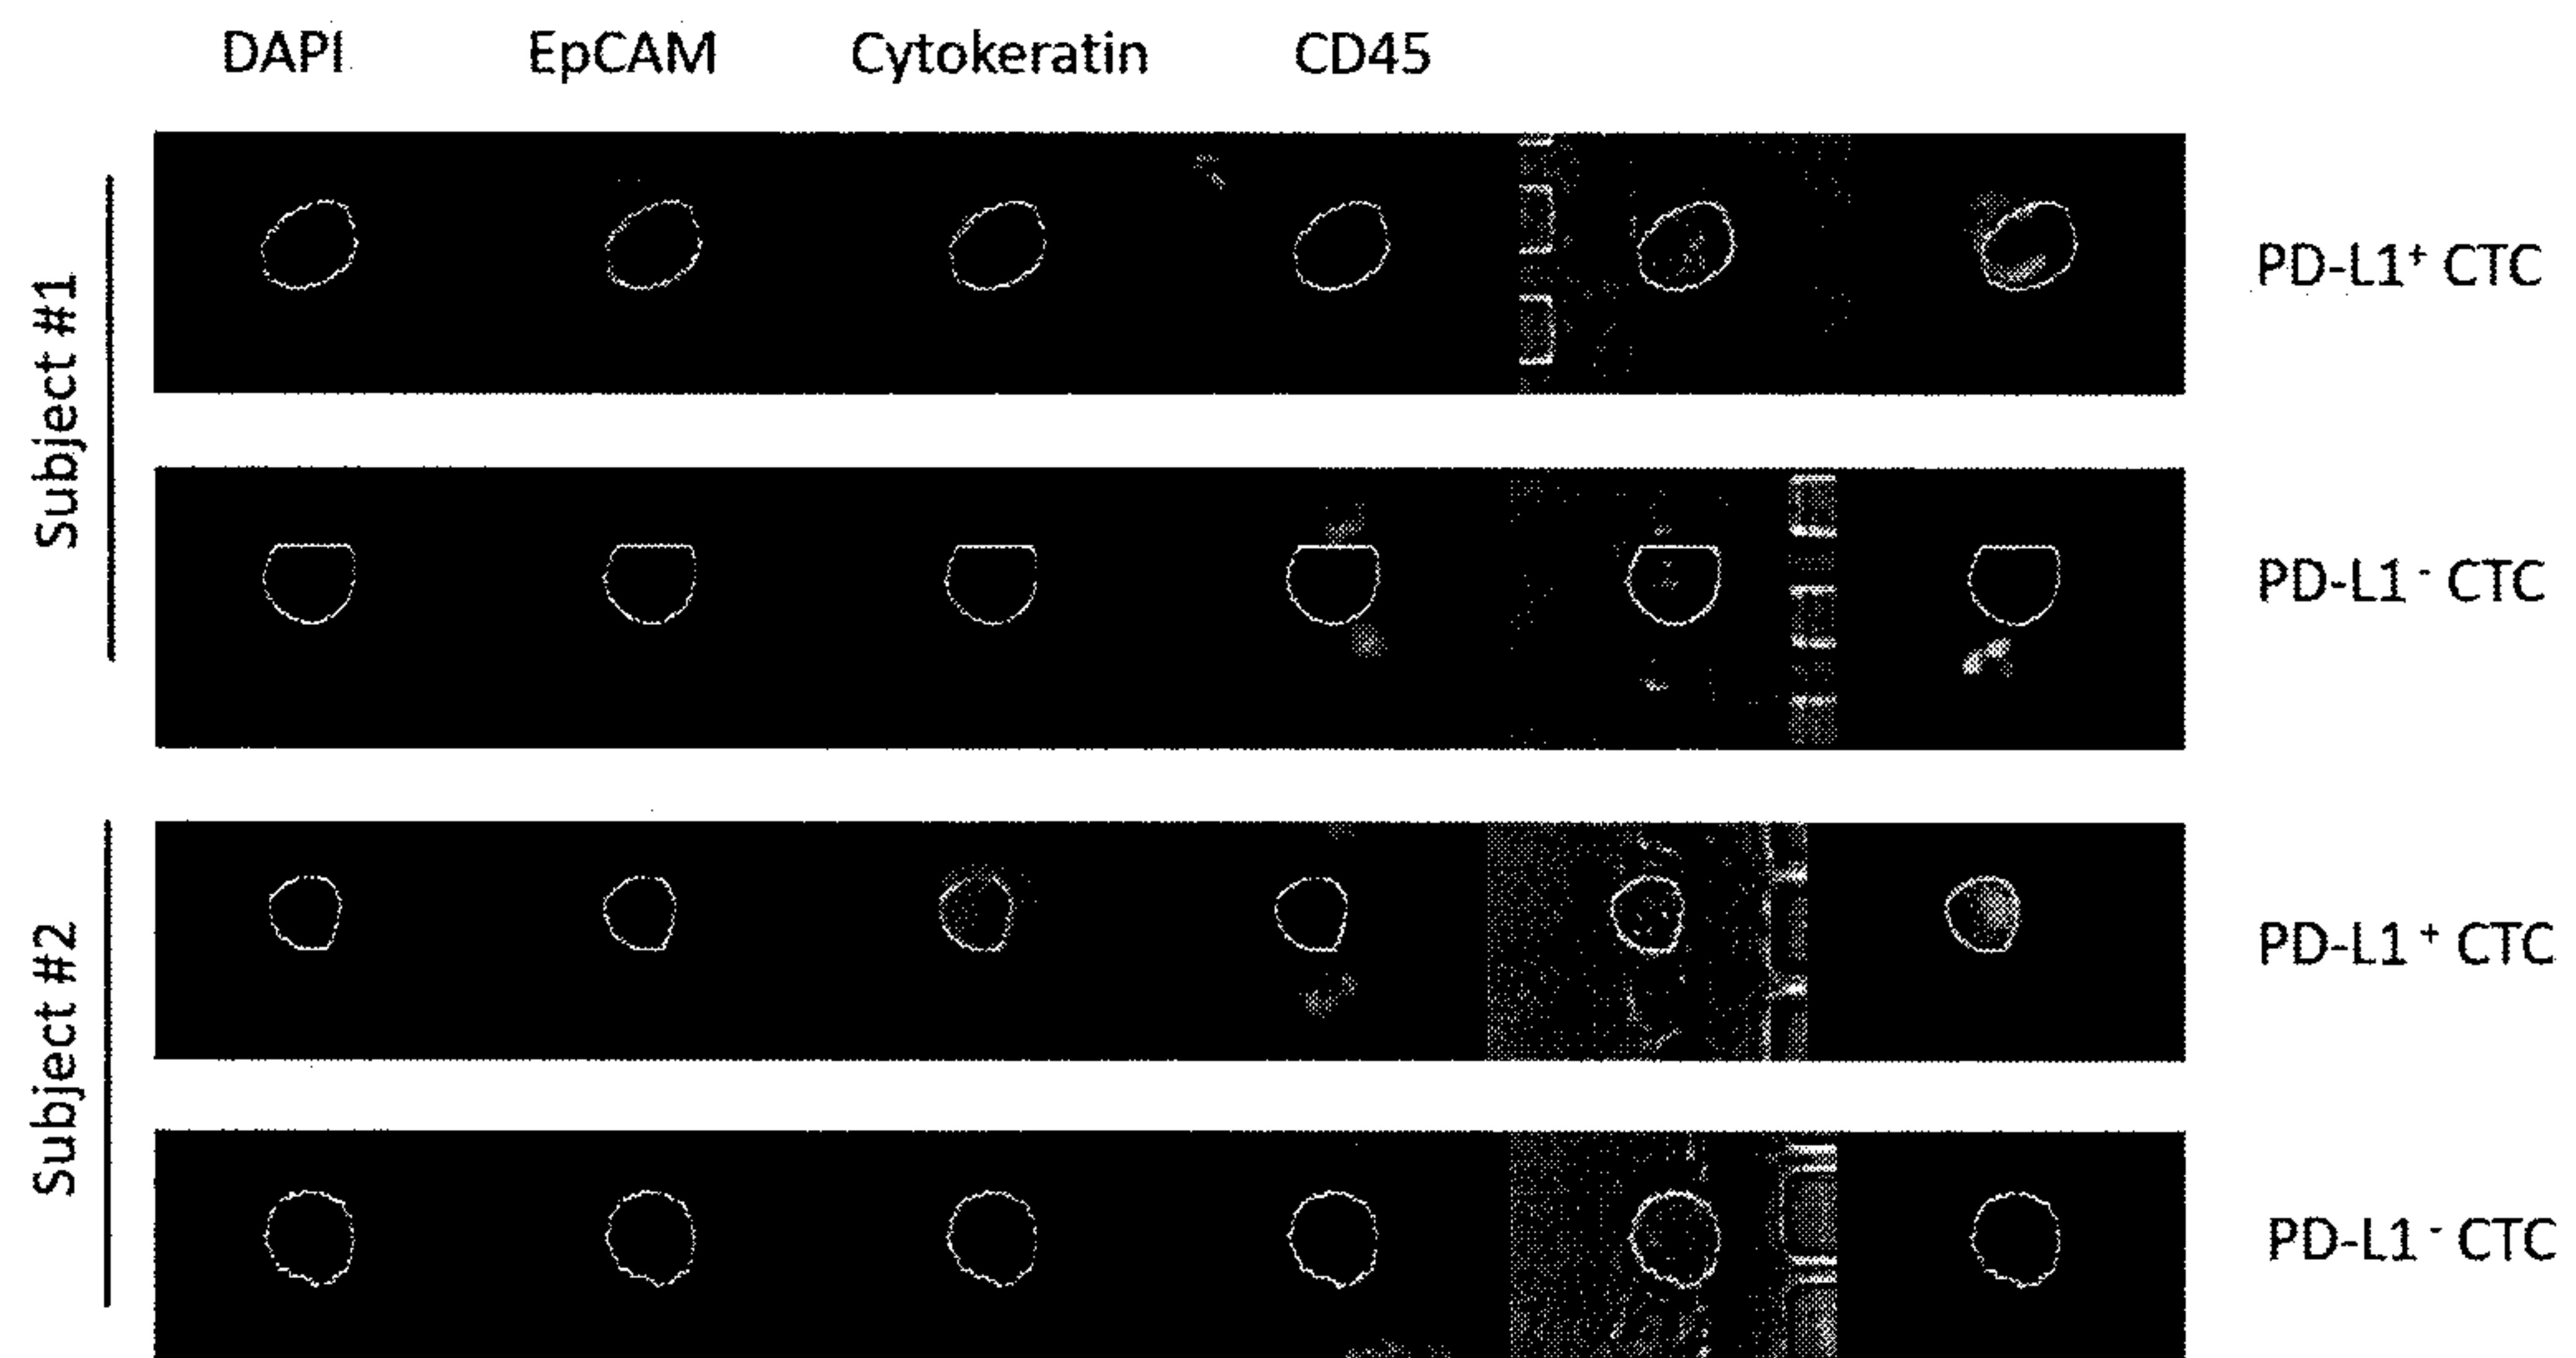 DAPI EpCAM Cytokeratin CD45
Subject #1
PD-L1⁺ CTC
PD-L1⁻ CTC
Subject #2
PD-L1⁺ CTC
PD-L1⁻ CTC